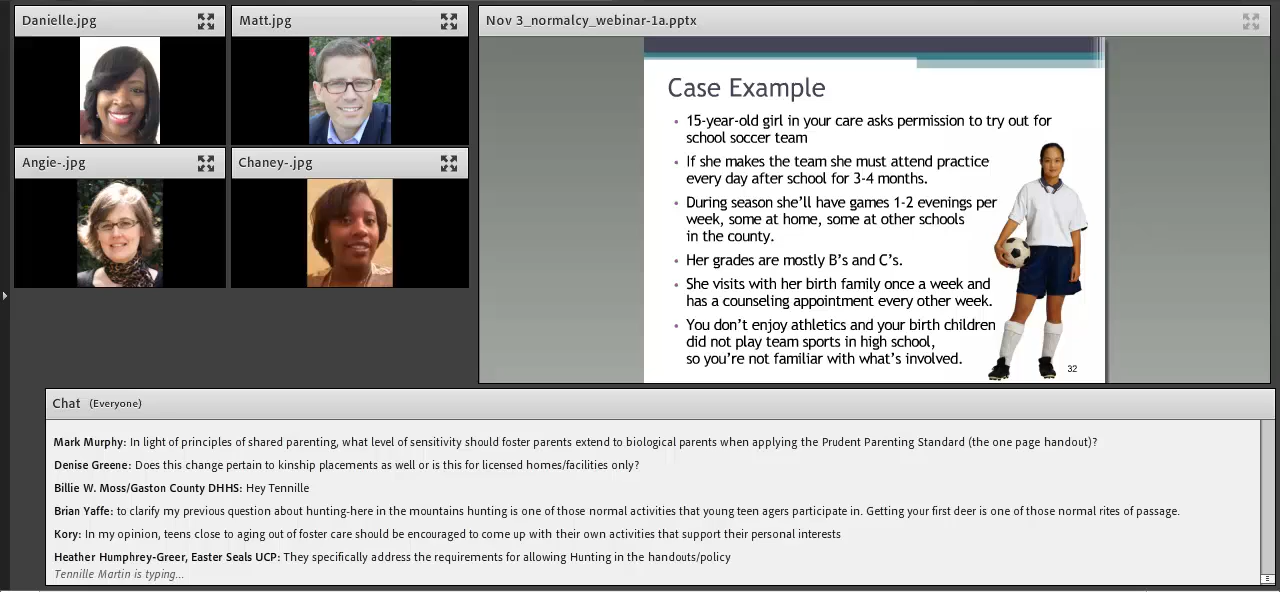 Danielle.jpg
Matt.jpg
Angie-.jpg
Chaney-.jpg
Nov 3_normalcy_webinar-1a.pptx
Case Example
• 15-year-old girl in your care asks permission to try out for
school soccer team
• If she makes the team she must attend practice
every day after school for 3-4 months.
• During season she’ll have games 1-2 evenings per
week, some at home, some at other schools
in the county.
• Her grades are mostly B’s and C’s.
• She visits with her birth family once a week and
has a counseling appointment every other week.
• You don’t enjoy athletics and your birth children
did not play team sports in high school,
so you’re not familiar with what’s involved.
32
Chat (Everyone)
Mark Murphy: In light of principles of shared parenting, what level of sensitivity should foster parents extend to biological parents when applying the Prudent Parenting Standard (the one page handout)?
Denise Greene: Does this change pertain to kinship placements as well or is this for licensed homes/facilities only?
Billie W. Moss/Gaston County DHHS: Hey Tennille
Brian Yaffe: to clarify my previous question about hunting-here in the mountains hunting is one of those normal activities that young teen agers participate in. Getting your first deer is one of those normal rites of passage.
Kory: In my opinion, teens close to aging out of foster care should be encouraged to come up with their own activities that support their personal interests
Heather Humphrey-Greer, Easter Seals UCP: They specifically address the requirements for allowing Hunting in the handouts/policy
Tennille Martin is typing...